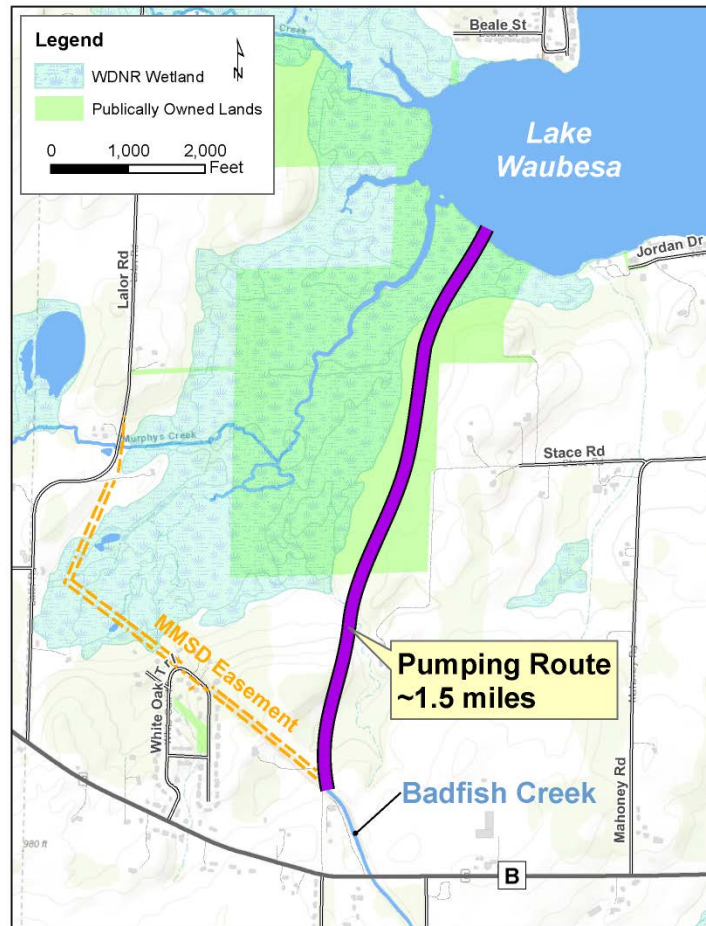 Legend
N
WDNR Wetland
Publically Owned Lands
0 1,000 2,000
Feet
Creek
Beale St
Lake
Waubesa
Jordan Dr
Lalor Rd
Murphys Creek
Stace Rd
MMSD Easement
White Oak Trl
Pumping Route
~1.5 miles
Badfish Creek
Mahoney Rd
980 ft
B